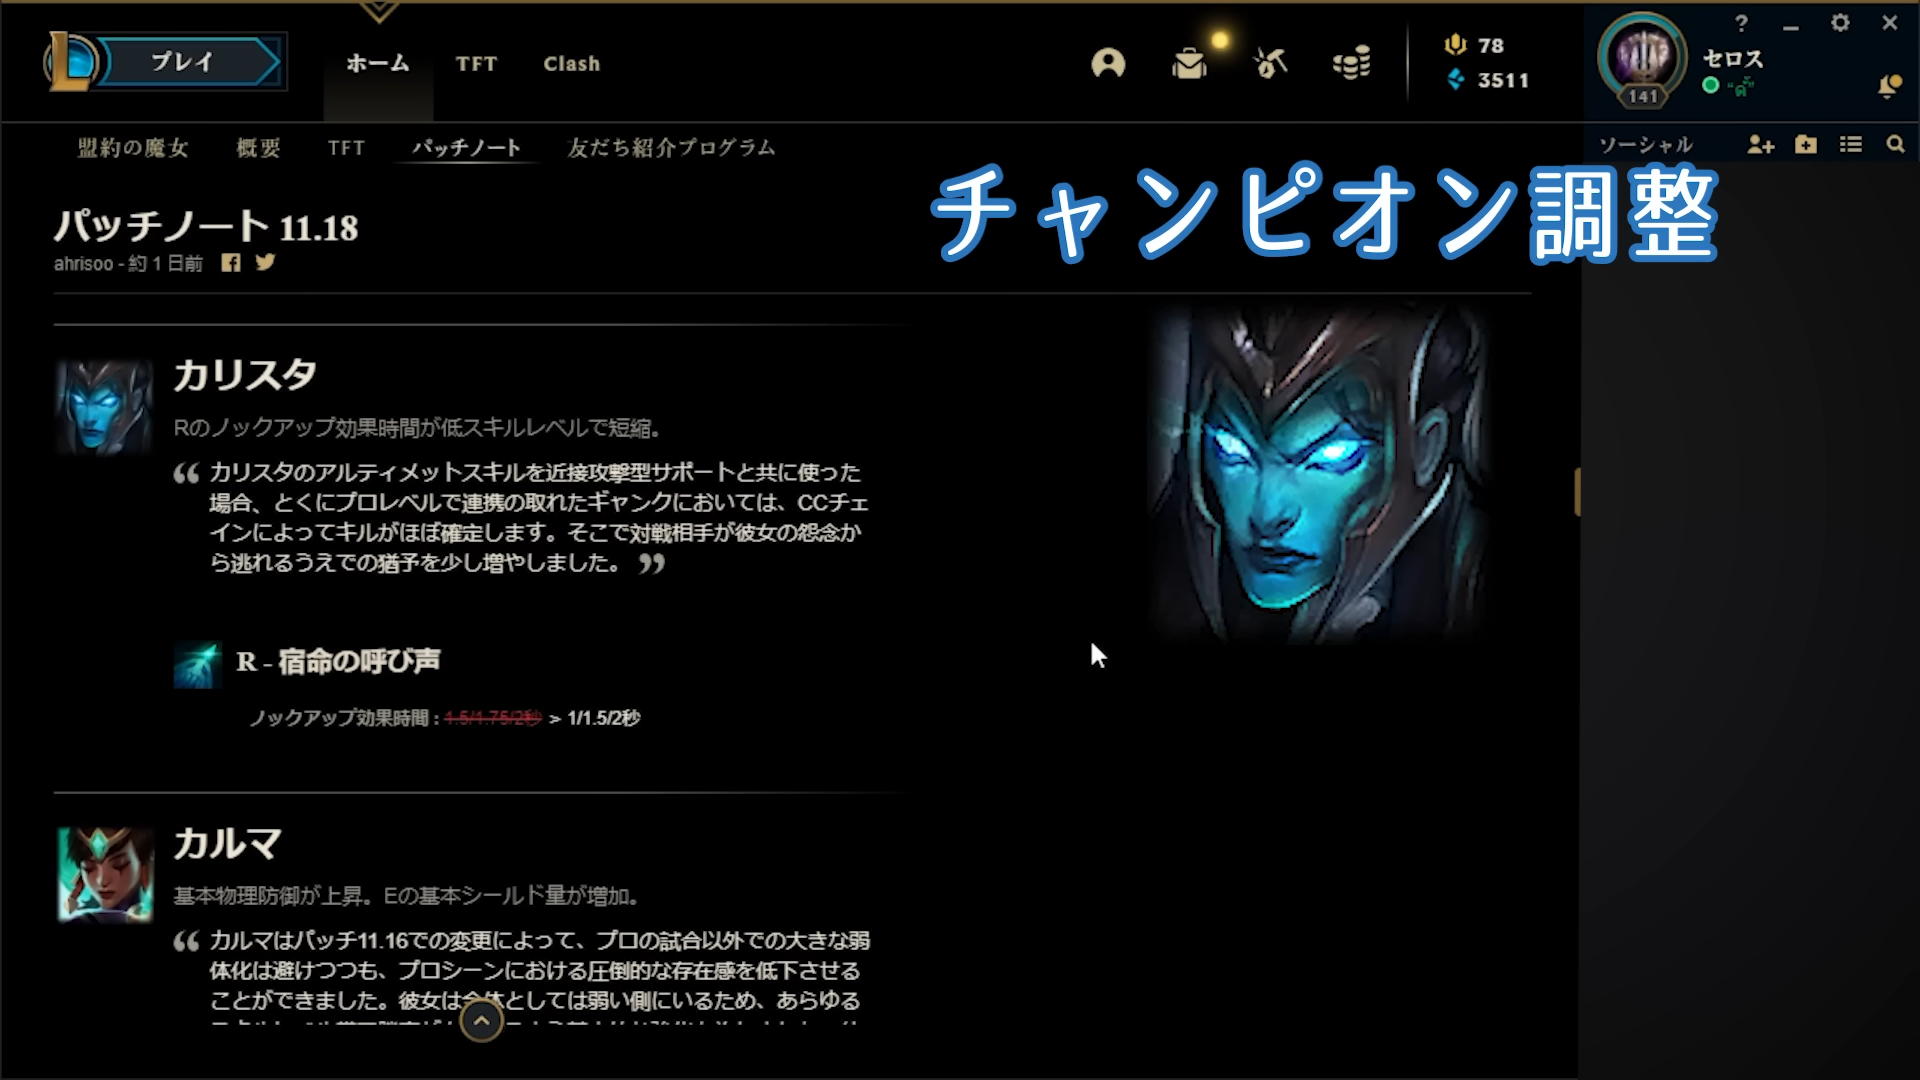 プレイ
ホーム
TFT
Clash
78
3511
141
セロス
盟約の魔女
概要
TFT
パッチノート
友だち紹介プログラム
ソーシャル
チャンピオン調整
パッチノート 11.18
ahrisoo - 約 1 日前
カリスタ
Rのノックアップ効果時間が低スキルレベルで短縮。
“カリスタのアルティメットスキルを近接攻撃型サポートと共に使った
場合、とくにプロレベルで連携の取れたギャンクにおいては、CCチェ
インによってキルがほぼ確定します。そこで対戦相手が彼女の怨念か
ら逃れるうえでの猶予を少し増やしました。”
R - 宿命の呼び声
ノックアップ効果時間 : 1.5/1.75/2秒 > 1/1.5/2秒
カルマ
基本物理防御が上昇。Eの基本シールド量が増加。
“カルマはパッチ11.16での変更によって、プロの試合以外での大きな弱
体化は避けつつも、プロシーンにおける圧倒的な存在感を低下させる
ことができました。彼女は全体としては弱い側にいるため、あらゆる